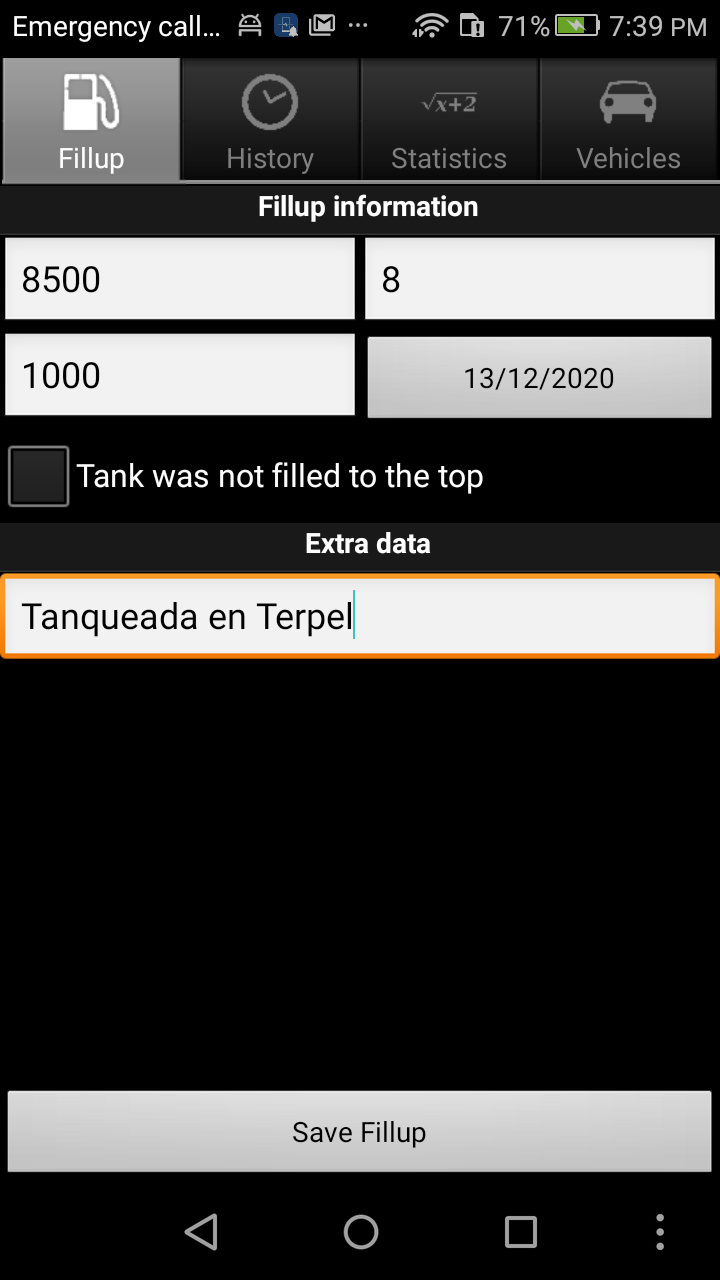 Emergency call... 71% 7:39 PM
Fillup History √x+2 Statistics Vehicles
Fillup information
8500 8
1000 13/12/2020
Tank was not filled to the top
Extra data
Tanqueada en Terpel
Save Fillup